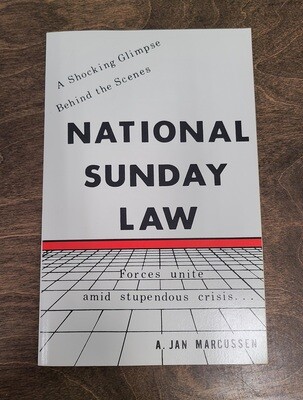 A Shocking Glimpse
Behind the Scenes
NATIONAL
SUNDAY
LAW
Forces unite
amid stupendous crisis...
A. JAN MARCUSSEN